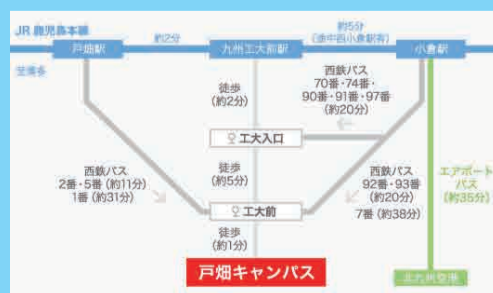 JR 鹿児島本線
戸畑駅
約2分
九州工大前駅
約5分
(途中西小倉駅有)
小倉駅
至博多
徒歩
(約2分)
西鉄バス
70番・74番・
90番・91番・97番
(約20分)
工大入口
西鉄バス
2番・5番 (約11分)
1番 (約31分)
徒歩
(約5分)
西鉄バス
92番・93番
(約20分)
7番 (約38分)
エアポート
バス
(約35分)
工大前
徒歩
(約1分)
戸畑キャンパス
北九州空港